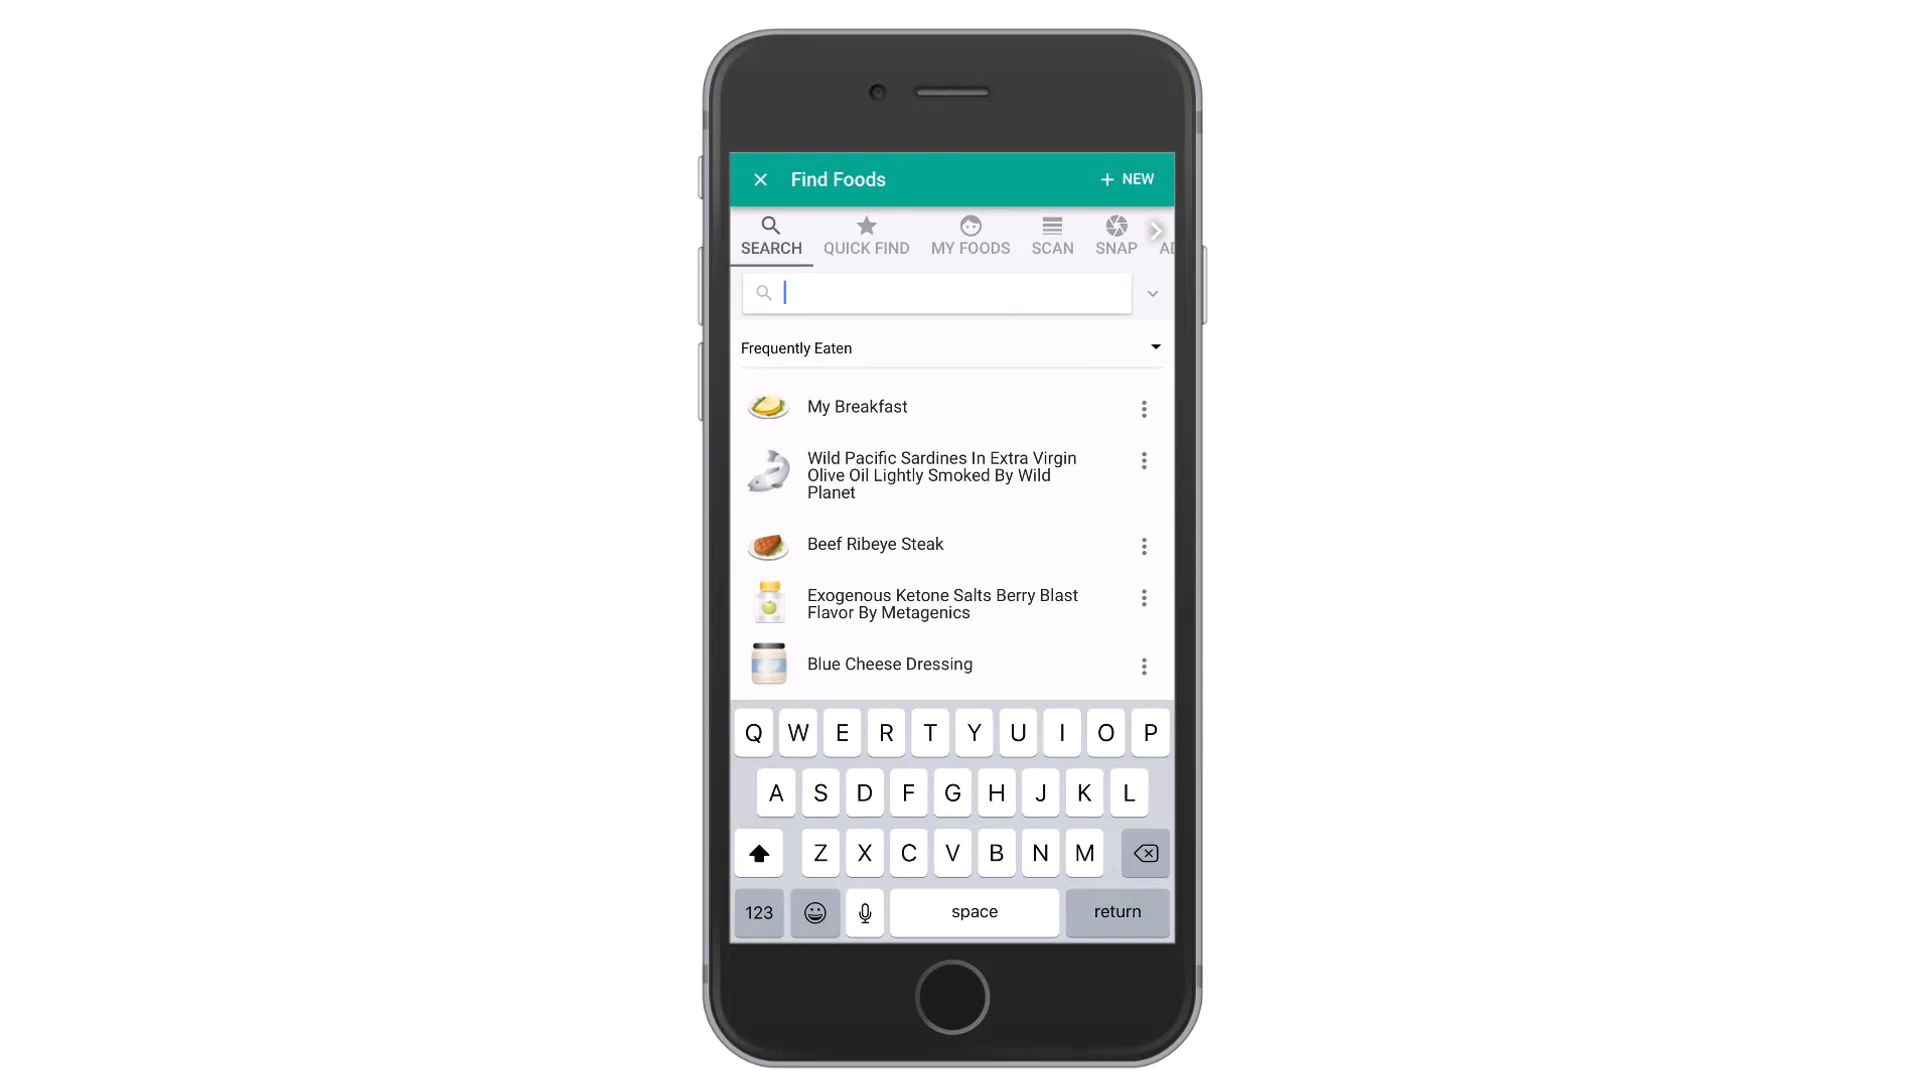 Find Foods
NEW
SEARCH
QUICK FIND
MY FOODS
SCAN
SNAP
Frequently Eaten
My Breakfast
Wild Pacific Sardines In Extra Virgin
Olive Oil Lightly Smoked By Wild
Planet
Beef Ribeye Steak
Exogenous Ketone Salts Berry Blast
Flavor By Metagenics
Blue Cheese Dressing
Q W E R T Y U I O P
A S D F G H J K L
Z X C V B N M
123
space
return